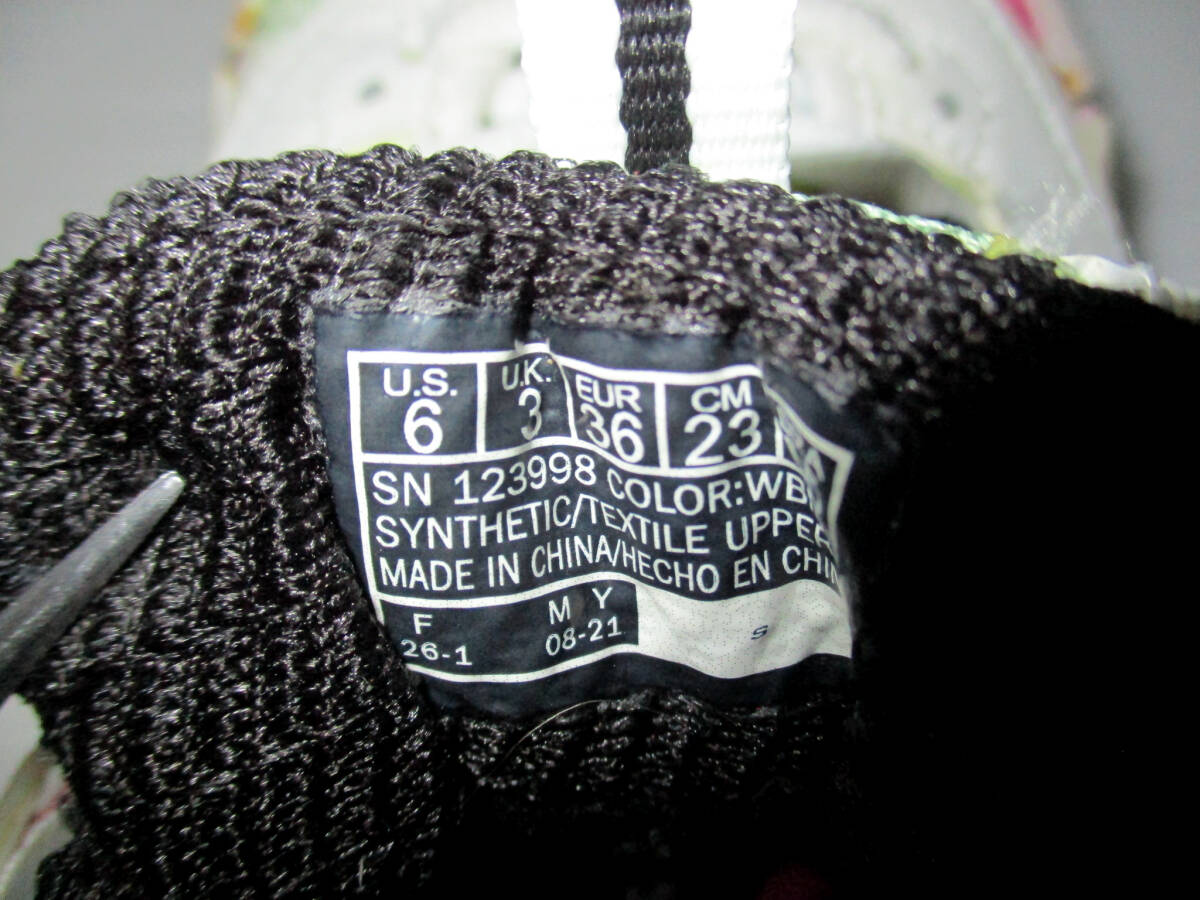 U.S. U.K. EUR CM
6 3 36 23
SN 123998 COLOR:WB
SYNTHETIC/TEXTILE UPPER
MADE IN CHINA/HECHO EN CHIN
F M Y
26-1 08-21
S